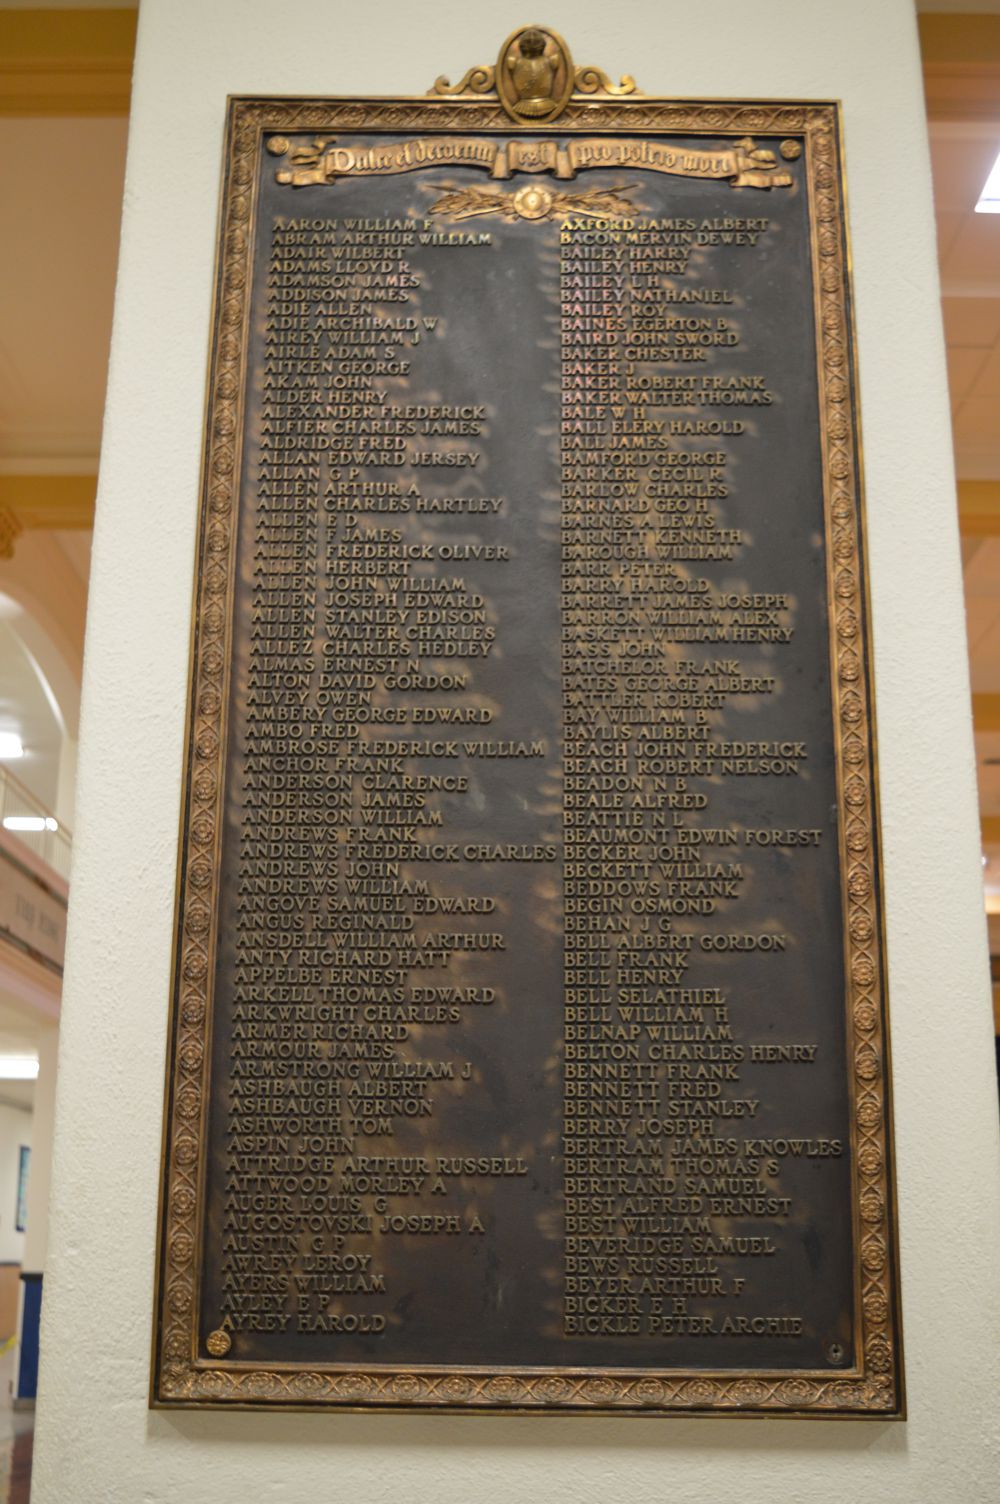 Dulce et decorum est pro patria mori
AARON WILLIAM F
ABRAM ARTHUR WILLIAM
ADAIR WILBERT
ADAMS LLOYD R
ADAMSON JAMES
ADDISON JAMES
ADIE ALLEN
ADIE ARCHIBALD W
AIREY WILLIAM J
AIRLE ADAM S
AITKEN GEORGE
AKAM JOHN
ALDER HENRY
ALEXANDER FREDERICK
ALFIER CHARLES JAMES
ALDRIDGE FRED
ALLAN EDWARD JERSEY
ALLAN G P
ALLEN ARTHUR A
ALLEN CHARLES HARTLEY
ALLEN E D
ALLEN F JAMES
ALLEN FREDERICK OLIVER
ALLEN HERBERT
ALLEN JOHN WILLIAM
ALLEN JOSEPH EDWARD
ALLEN STANLEY EDISON
ALLEN WALTER CHARLES
ALLEZ CHARLES HEDLEY
ALMAS ERNEST N
ALTON DAVID GORDON
ALVEY OWEN
AMBERY GEORGE EDWARD
AMBO FRED
AMBROSE FREDERICK WILLIAM
ANCHOR FRANK
ANDERSON CLARENCE
ANDERSON JAMES
ANDERSON WILLIAM
ANDREWS FRANK
ANDREWS FREDERICK CHARLES
ANDREWS JOHN
ANDREWS WILLIAM
ANGOVE SAMUEL EDWARD
ANGUS REGINALD
ANSDELL WILLIAM ARTHUR
ANTY RICHARD HATT
APPELBE ERNEST
ARKELL THOMAS EDWARD
ARKWRIGHT CHARLES
ARMER RICHARD
ARMOUR JAMES
ARMSTRONG WILLIAM J
ASHBAUGH ALBERT
ASHBAUGH VERNON
ASHWORTH TOM
ASPIN JOHN
ATTRIDGE ARTHUR RUSSELL
ATTWOOD MORLEY A
AUGER LOUIS G
AUGOSTOVSKI JOSEPH A
AUSTIN G P
AWREY LEROY
AYERS WILLIAM
AYLEY E P
AYREY HAROLD
AXFORD JAMES ALBERT
BACON MERVIN DEWEY
BAILEY HARRY
BAILEY HENRY
BAILEY L H
BAILEY NATHANIEL
BAILEY ROY
BAINES EGERTON B
BAIRD JOHN SWORD
BAKER CHESTER
BAKER J
BAKER ROBERT FRANK
BAKER WALTER THOMAS
BALE W H
BALL ELERY HAROLD
BALL JAMES
BAMFORD GEORGE
BARKER CECIL R
BARLOW CHARLES
BARNARD GEO H
BARNES A LEWIS
BARNETT KENNETH
BAROUGH WILLIAM
BARR PETER
BARRY HAROLD
BARRETT JAMES JOSEPH
BARRON WILLIAM ALEX
BASKETT WILLIAM HENRY
BASS JOHN
BATCHELOR FRANK
BATES GEORGE ALBERT
BATTLER ROBERT
BAY WILLIAM B
BAYLIS ALBERT
BEACH JOHN FREDERICK
BEACH ROBERT NELSON
BEADON N B
BEALE ALFRED
BEATTIE N L
BEAUMONT EDWIN FOREST
BECKER JOHN
BECKETT WILLIAM
BEDDOWS FRANK
BEGIN OSMOND
BEHAN J G
BELL ALBERT GORDON
BELL FRANK
BELL HENRY
BELL SELATHIEL
BELL WILLIAM H
BELNAP WILLIAM
BELTON CHARLES HENRY
BENNETT FRANK
BENNETT FRED
BENNETT STANLEY
BERRY JOSEPH
BERTRAM JAMES KNOWLES
BERTRAM THOMAS S
BERTRAND SAMUEL
BEST ALFRED ERNEST
BEST WILLIAM
BEVERIDGE SAMUEL
BEWS RUSSELL
BEYER ARTHUR F
BICKER E H
BICKLE PETER ARCHIE